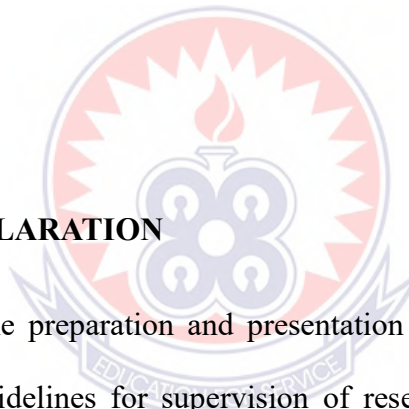 LARATION
e preparation and presentation
EDUCATION FOR SERVICE
idelines for supervision of rese